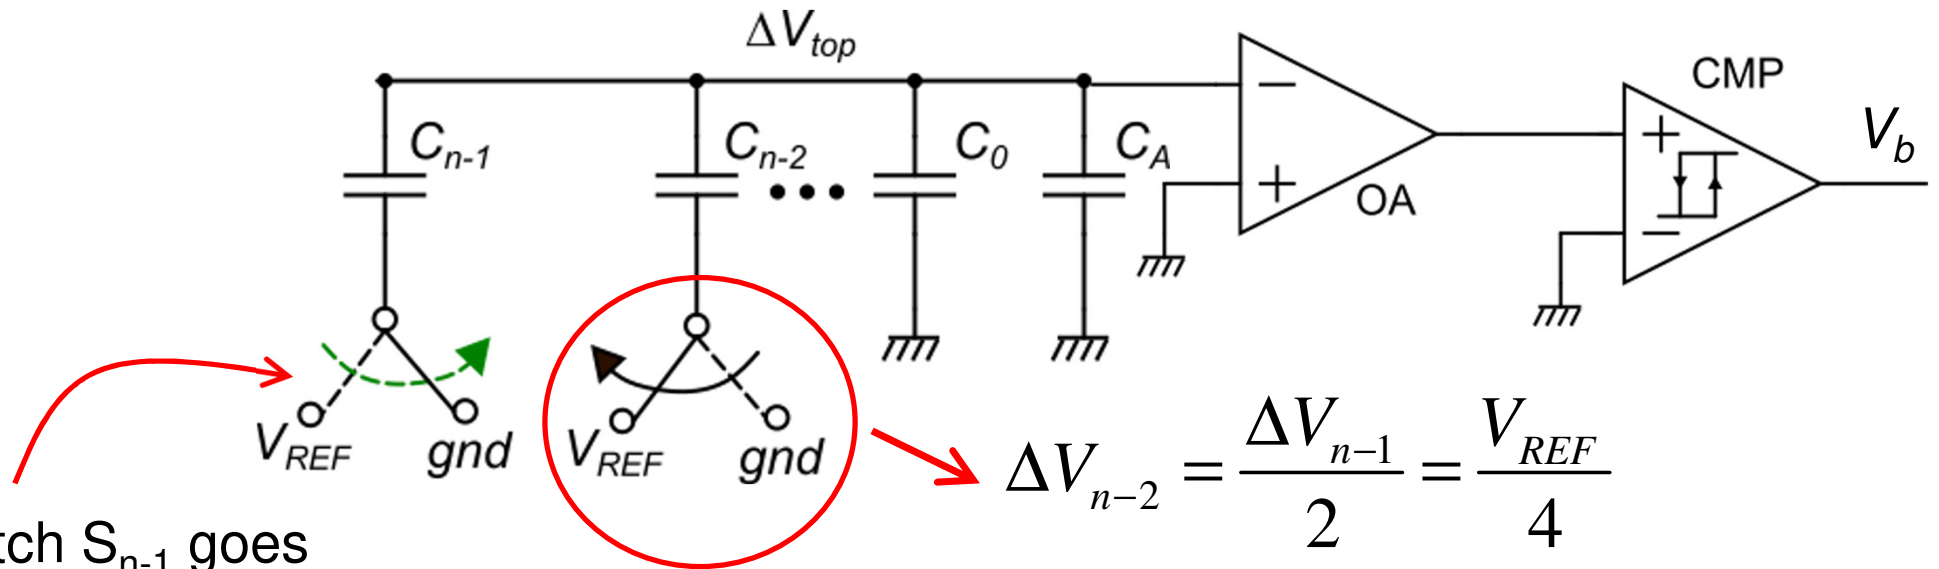 ΔV_top
C_n-1
C_n-2
C_0
C_A
−
+
OA
CMP
+
−
V_b
V_REF
gnd
V_REF
gnd
ΔV_n−2 = ΔV_n−1 / 2 = V_REF / 4
S_n-1 goes